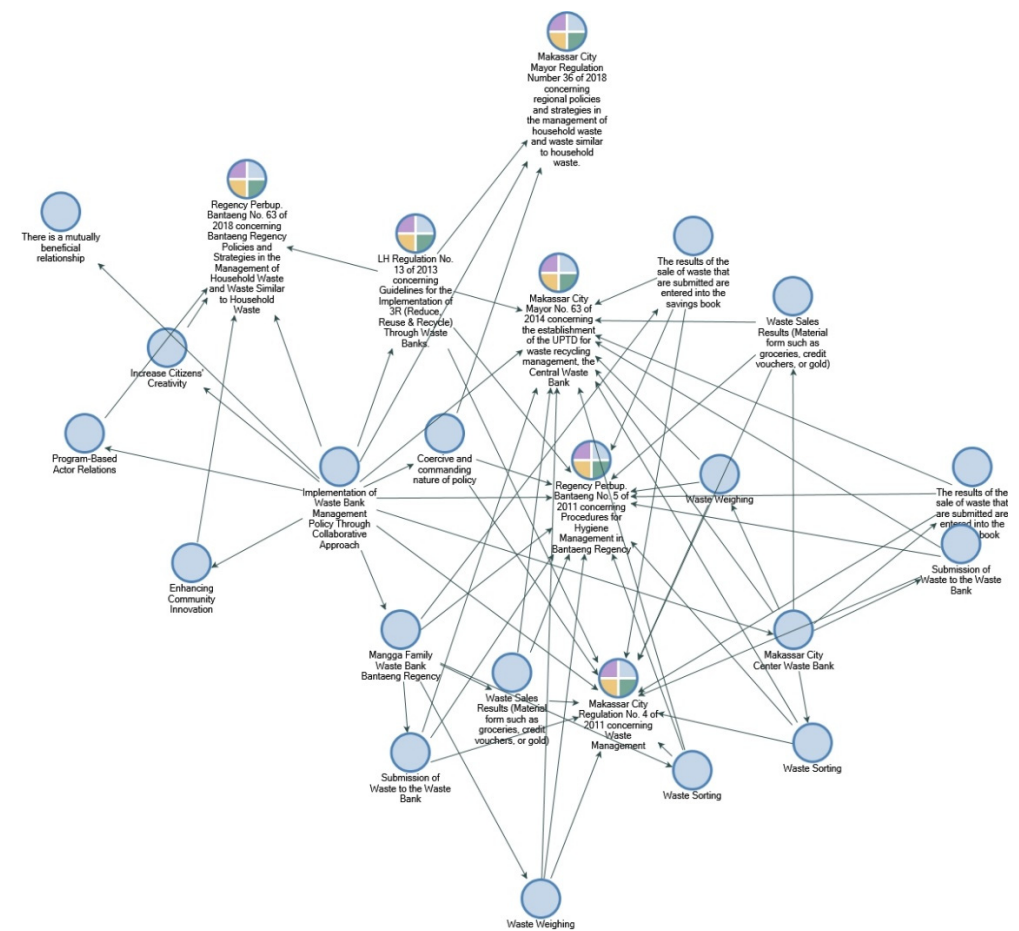 Makassar City
Mayor Regulation
Number 36 of 2018
concerning
regional policies
and strategies in
the management of
household waste
and waste similar
to household
waste.
Regency Perbup.
Bantaeng No. 63 of
2018 concerning
Bantaeng Regency
Policies and
Strategies in the
Management of
Household Waste
and Waste Similar
to Household
Waste
There is a mutually
beneficial
relationship
LH Regulation No.
13 of 2013
concerning
Guidelines for the
Implementation of
3R (Reduce,
Reuse & Recycle)
Through Waste
Banks.
Makassar City
Mayor No. 63 of
2014 concerning
the establishment
of the UPTD for
waste recycling
management, the
Central Waste
Bank
The results of the
sale of waste that
are submitted are
entered into the
savings book
Waste Sales
Results (Material
form such as
groceries, credit
vouchers, or gold)
Increase Citizens'
Creativity
Program-Based
Actor Relations
Implementation of
Waste Bank
Management
Policy Through
Collaborative
Approach
Coercive and
commanding
nature of policy
Regency Perbup.
Bantaeng No. 5 of
2011 concerning
Procedures for
Hygiene
Management in
Bantaeng Regency
Waste Weighing
The results of the
sale of waste that
are submitted are
entered into the
book
Submission of
Waste to the Waste
Bank
Enhancing
Community
Innovation
Mangga Family
Waste Bank
Bantaeng Regency
Makassar City
Center Waste Bank
Waste Sales
Results (Material
form such as
groceries, credit
vouchers, or gold)
Makassar City
Regulation No. 4 of
2011 concerning
Waste
Management
Submission of
Waste to the Waste
Bank
Waste Sorting
Waste Sorting
Waste Weighing